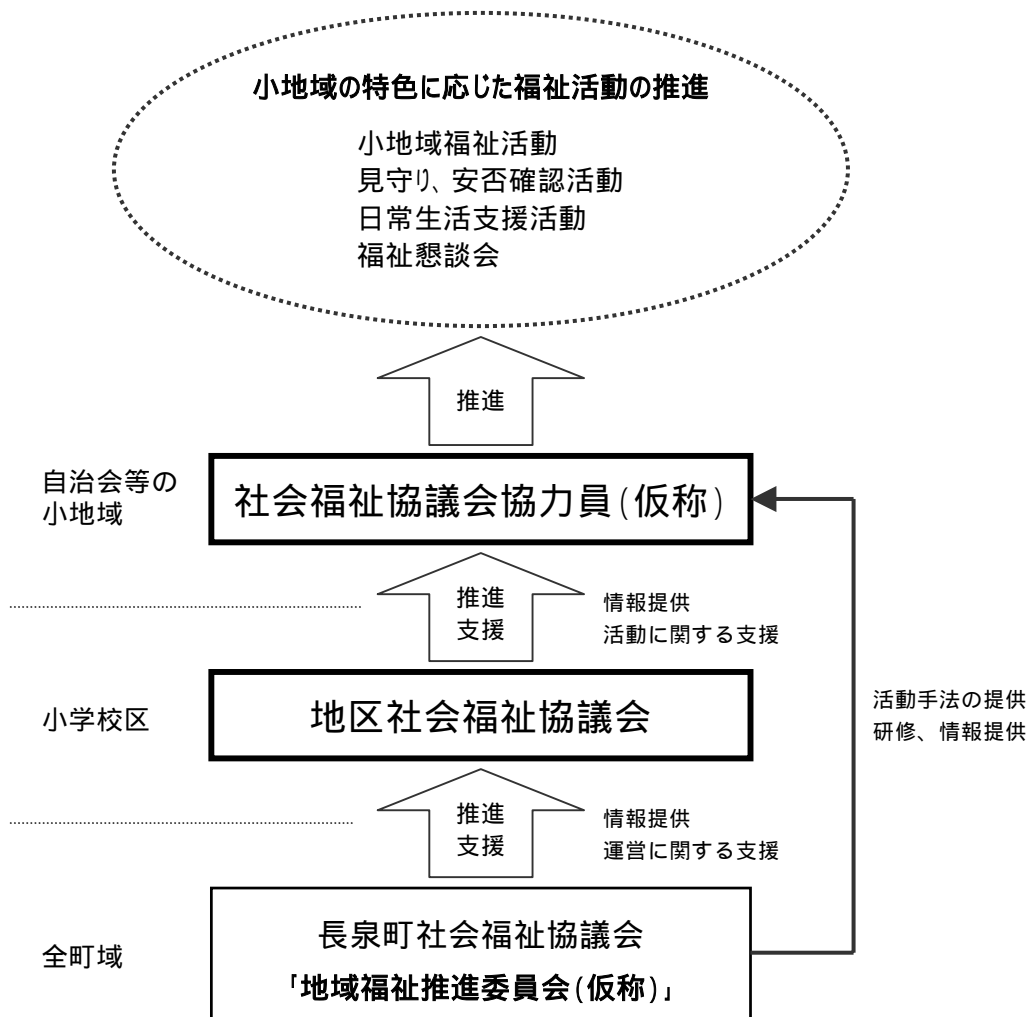 小地域の特色に応じた福祉活動の推進
小地域福祉活動
見守り、安否確認活動
日常生活支援活動
福祉懇談会
推進
自治会等の
小地域
社会福祉協議会協力員(仮称)
推進
支援
情報提供
活動に関する支援
小学校区
地区社会福祉協議会
活動手法の提供
研修、情報提供
推進
支援
情報提供
運営に関する支援
全町域
長泉町社会福祉協議会
「地域福祉推進委員会(仮称)」